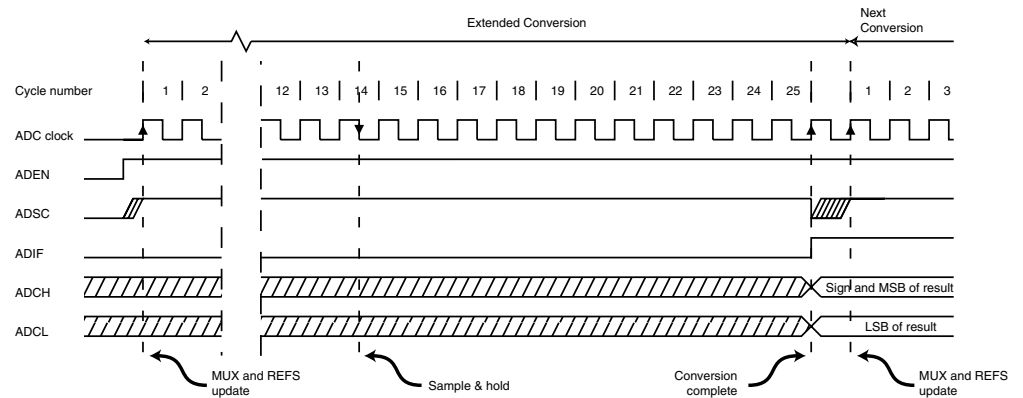 Extended Conversion
Next
Conversion
Cycle number 1 2 12 13 14 15 16 17 18 19 20 21 22 23 24 25 1 2 3
ADC clock
ADEN
ADSC
ADIF
ADCH Sign and MSB of result
ADCL LSB of result
MUX and REFS
update
Sample & hold
Conversion
complete
MUX and REFS
update